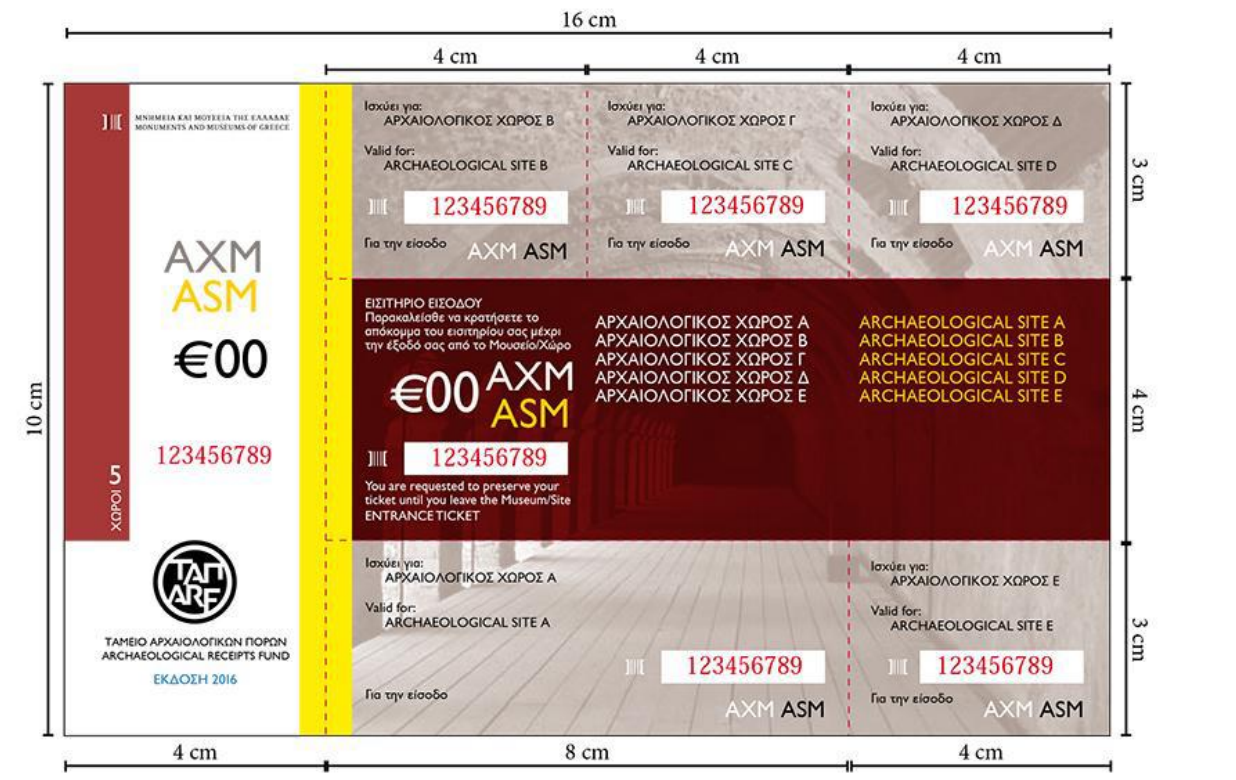 16 cm
4 cm
4 cm
4 cm
10 cm
ΜΝΗΜΕΙΑ ΚΑΙ ΜΟΥΣΕΙΑ ΤΗΣ ΕΛΛΑΔΑΣ
MONUMENTS AND MUSEUMS OF GREECE
ΑΧΜ
ASM
€00
123456789
5
ΧΩΡΟΙ
ΤΑΠ
ARF
ΤΑΜΕΙΟ ΑΡΧΑΙΟΛΟΓΙΚΩΝ ΠΟΡΩΝ
ARCHAEOLOGICAL RECEIPTS FUND
ΕΚΔΟΣΗ 2016
Ισχύει για:
ΑΡΧΑΙΟΛΟΓΙΚΟΣ ΧΩΡΟΣ Β
Valid for:
ARCHAEOLOGICAL SITE B
123456789
Για την είσοδο
ΑΧΜ ASM
Ισχύει για:
ΑΡΧΑΙΟΛΟΓΙΚΟΣ ΧΩΡΟΣ Γ
Valid for:
ARCHAEOLOGICAL SITE C
123456789
Για την είσοδο
ΑΧΜ ASM
Ισχύει για:
ΑΡΧΑΙΟΛΟΓΙΚΟΣ ΧΩΡΟΣ Δ
Valid for:
ARCHAEOLOGICAL SITE D
123456789
Για την είσοδο
ΑΧΜ ASM
3 cm
ΕΙΣΙΤΗΡΙΟ ΕΙΣΟΔΟΥ
Παρακαλείσθε να κρατήσετε το
απόκομμα του εισιτηρίου σας μέχρι
την έξοδό σας από το Μουσείο/Χώρο
€00 ΑΧΜ
ASM
123456789
You are requested to preserve your
ticket until you leave the Museum/Site
ENTRANCE TICKET
ΑΡΧΑΙΟΛΟΓΙΚΟΣ ΧΩΡΟΣ Α
ΑΡΧΑΙΟΛΟΓΙΚΟΣ ΧΩΡΟΣ Β
ΑΡΧΑΙΟΛΟΓΙΚΟΣ ΧΩΡΟΣ Γ
ΑΡΧΑΙΟΛΟΓΙΚΟΣ ΧΩΡΟΣ Δ
ΑΡΧΑΙΟΛΟΓΙΚΟΣ ΧΩΡΟΣ Ε
ARCHAEOLOGICAL SITE A
ARCHAEOLOGICAL SITE B
ARCHAEOLOGICAL SITE C
ARCHAEOLOGICAL SITE D
ARCHAEOLOGICAL SITE E
4 cm
Ισχύει για:
ΑΡΧΑΙΟΛΟΓΙΚΟΣ ΧΩΡΟΣ Α
Valid for:
ARCHAEOLOGICAL SITE A
123456789
Για την είσοδο
ΑΧΜ ASM
Ισχύει για:
ΑΡΧΑΙΟΛΟΓΙΚΟΣ ΧΩΡΟΣ Ε
Valid for:
ARCHAEOLOGICAL SITE E
123456789
Για την είσοδο
ΑΧΜ ASM
3 cm
4 cm
8 cm
4 cm